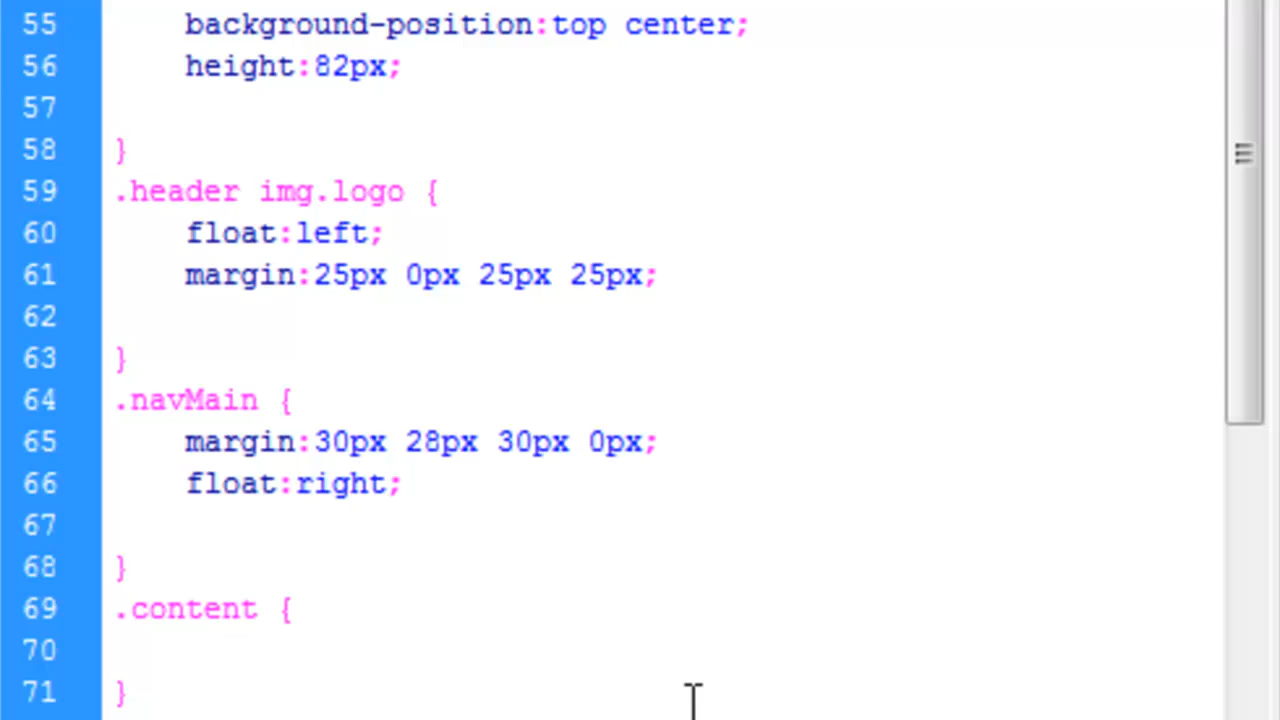 55 background-position:top center;
56 height:82px;
57
58 }
59 .header img.logo {
60 float:left;
61 margin:25px 0px 25px 25px;
62
63 }
64 .navMain {
65 margin:30px 28px 30px 0px;
66 float:right;
67
68 }
69 .content {
70
71 }